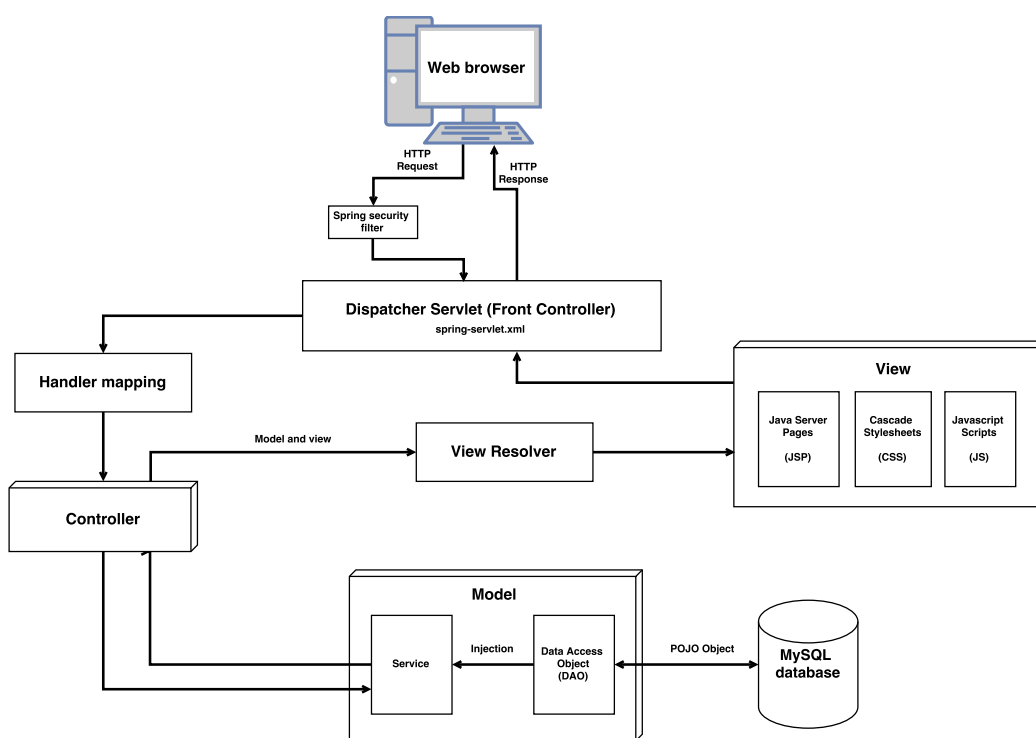 Web browser
HTTP
Request
HTTP
Response
Spring security
filter
Dispatcher Servlet (Front Controller)
spring-servlet.xml
Handler mapping
View
Java Server
Pages
(JSP)
Cascade
Stylesheets
(CSS)
Javascript
Scripts
(JS)
Model and view
View Resolver
Controller
Model
Service
Injection
Data Access
Object
(DAO)
POJO Object
MySQL
database